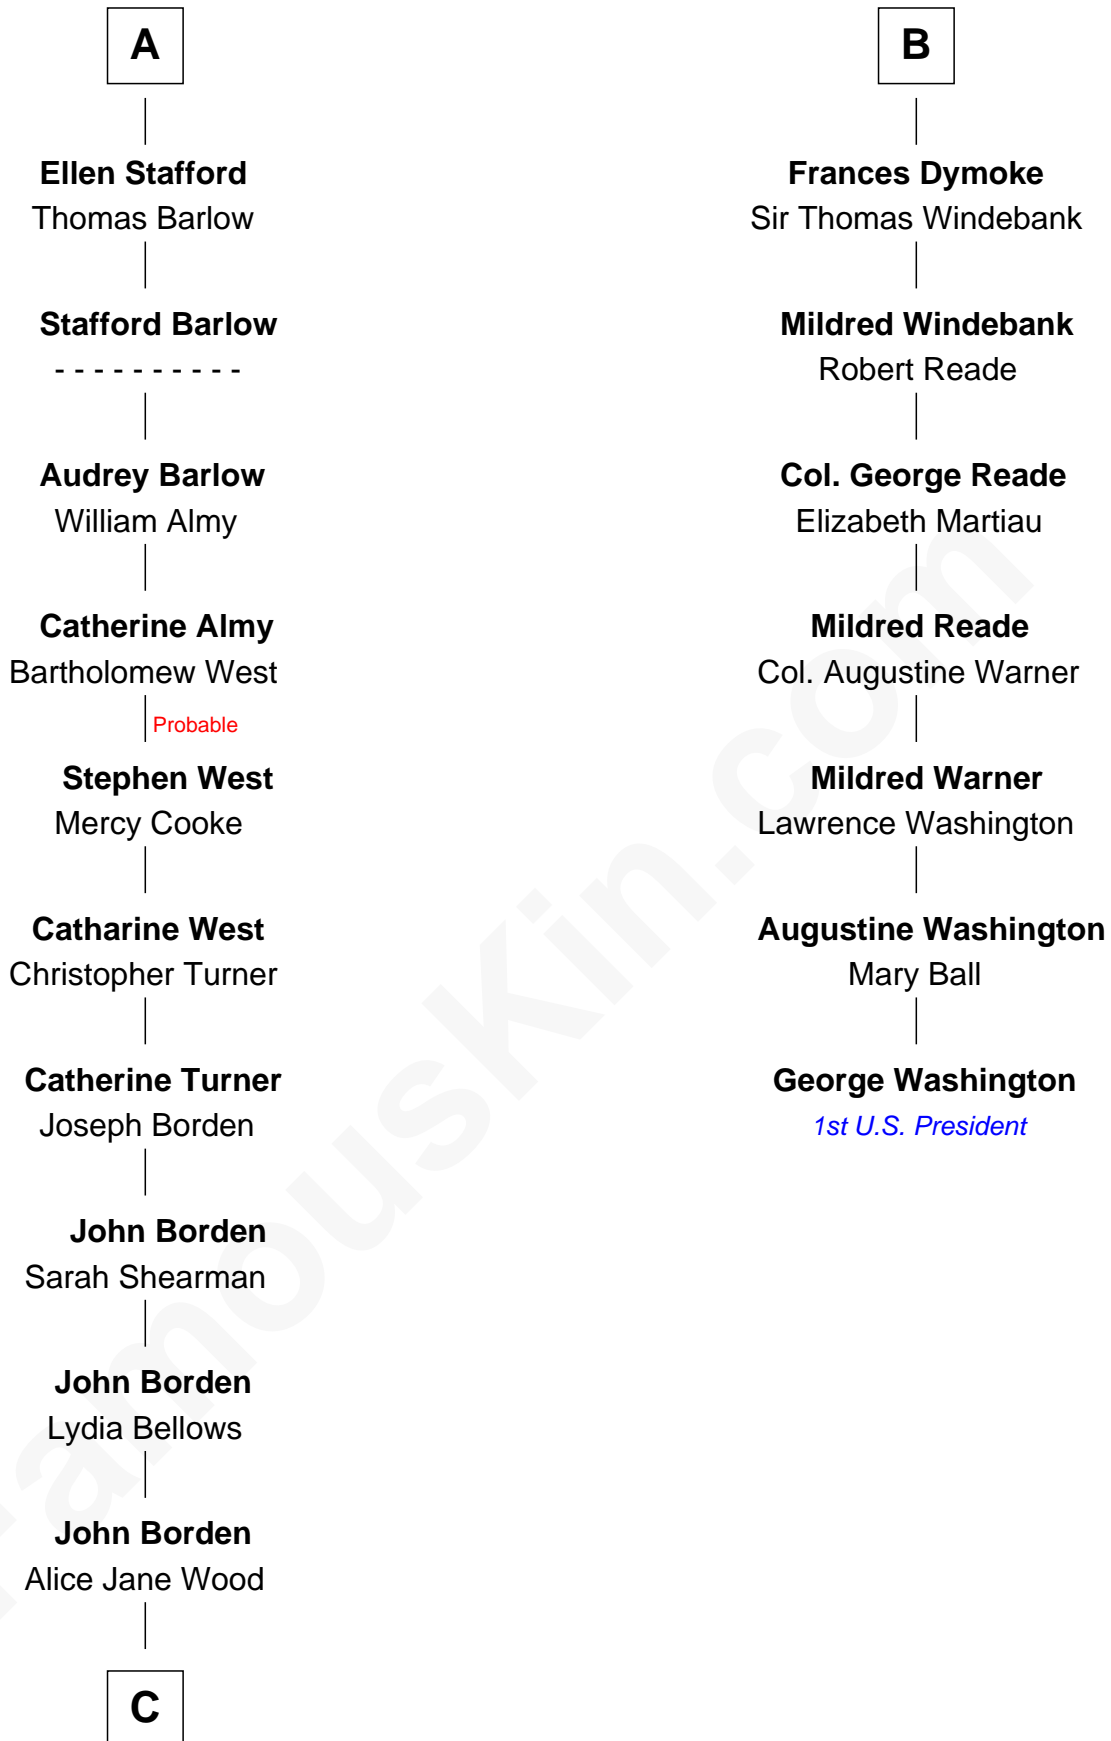 A
Ellen Stafford
Thomas Barlow
Stafford Barlow
- - - - - - - - - -
Audrey Barlow
William Almy
Catherine Almy
Bartholomew West
Probable
Stephen West
Mercy Cooke
Catharine West
Christopher Turner
Catherine Turner
Joseph Borden
John Borden
Sarah Shearman
John Borden
Lydia Bellows
John Borden
Alice Jane Wood
C
B
Frances Dymoke
Sir Thomas Windebank
Mildred Windebank
Robert Reade
Col. George Reade
Elizabeth Martiau
Mildred Reade
Col. Augustine Warner
Mildred Warner
Lawrence Washington
Augustine Washington
Mary Ball
George Washington
1st U.S. President
FamousKin.com